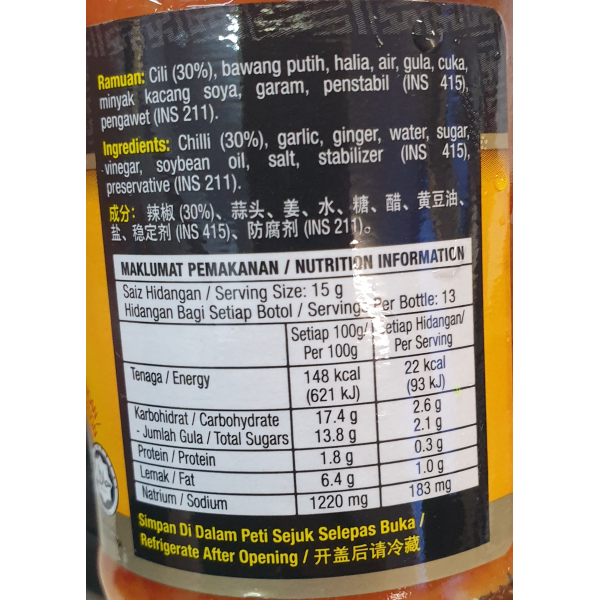 Ramuan: Cili (30%), bawang putih, halia, air, gula, cuka,
minyak kacang soya, garam, penstabil (INS 415),
pengawet (INS 211).
Ingredients: Chilli (30%), garlic, ginger, water, sugar,
vinegar, soybean oil, salt, stabilizer (INS 415),
preservative (INS 211).
成分：辣椒 (30%)、蒜头、姜、水、糖、醋、黄豆油、
盐、稳定剂 (INS 415)、防腐剂 (INS 211)。
MAKLUMAT PEMAKANAN / NUTRITION INFORMATION
Saiz Hidangan / Serving Size: 15 g
Hidangan Bagi Setiap Botol / Servings Per Bottle: 13
Setiap 100g/ Setiap Hidangan/
Per 100g Per Serving
Tenaga / Energy 148 kcal 22 kcal
(621 kJ) (93 kJ)
Karbohidrat / Carbohydrate 17.4 g 2.6 g
- Jumlah Gula / Total Sugars 13.8 g 2.1 g
Protein / Protein 1.8 g 0.3 g
Lemak / Fat 6.4 g 1.0 g
Natrium / Sodium 1220 mg 183 mg
Simpan Di Dalam Peti Sejuk Selepas Buka /
Refrigerate After Opening / 开盖后请冷藏